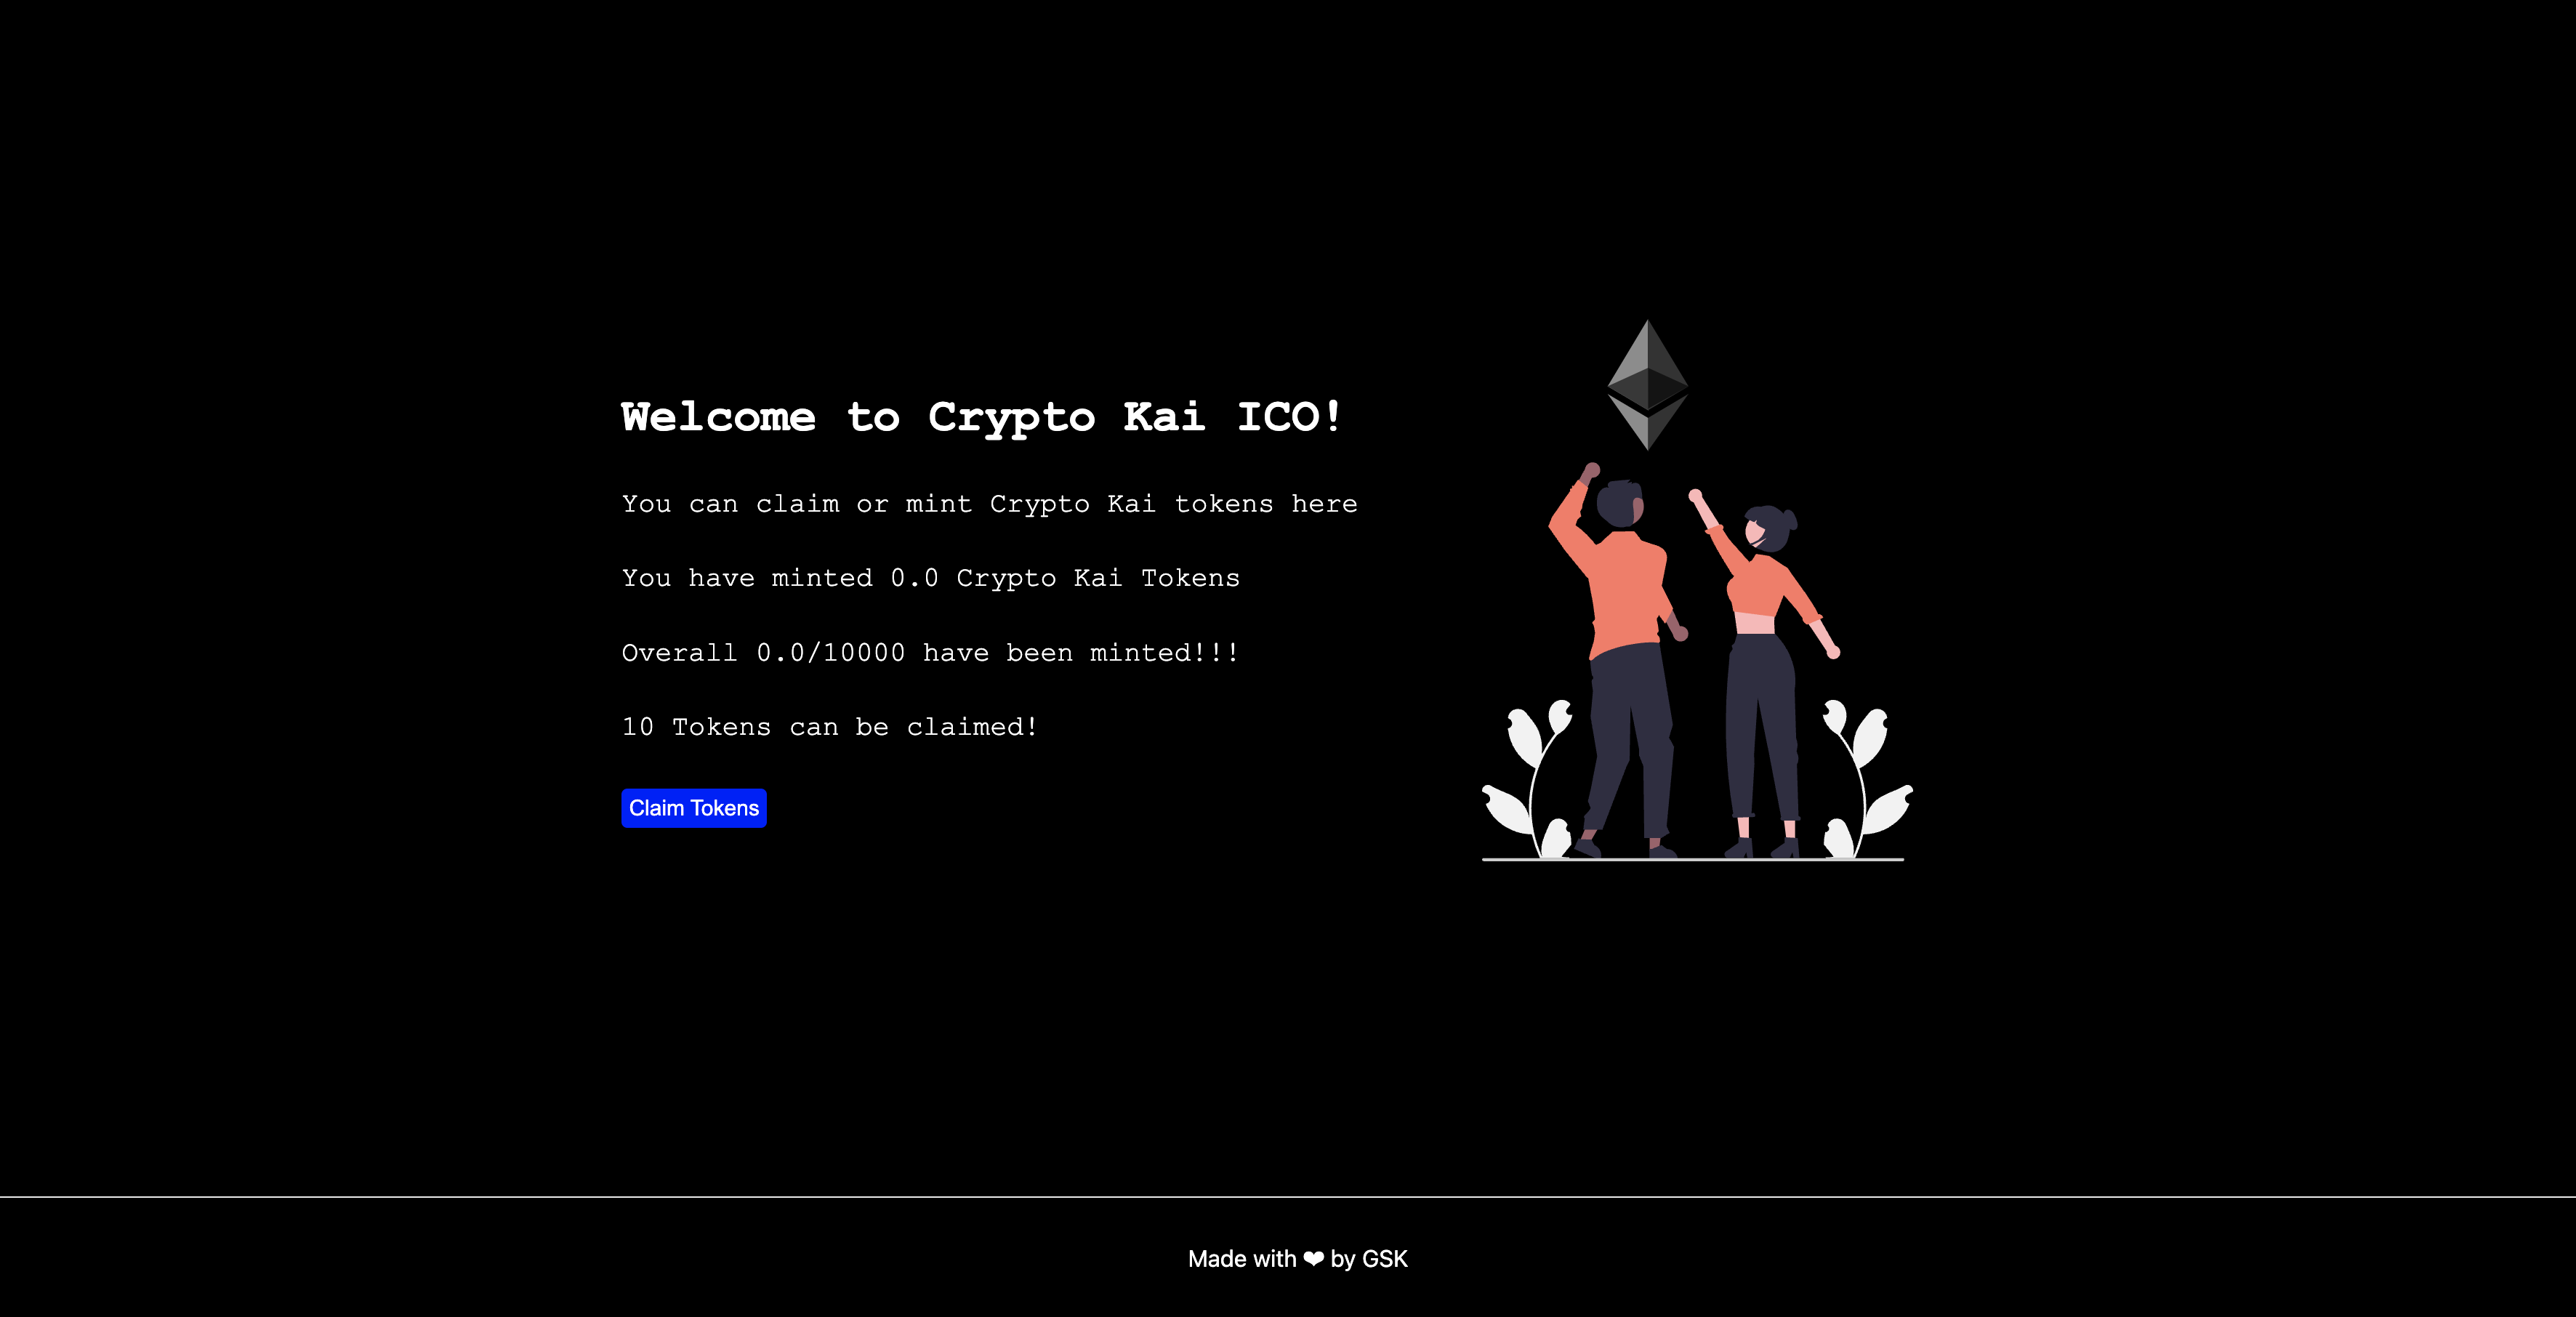 Welcome to Crypto Kai ICO!
You can claim or mint Crypto Kai tokens here
You have minted 0.0 Crypto Kai Tokens
Overall 0.0/10000 have been minted!!!
10 Tokens can be claimed!
Claim Tokens
Made with ❤ by GSK